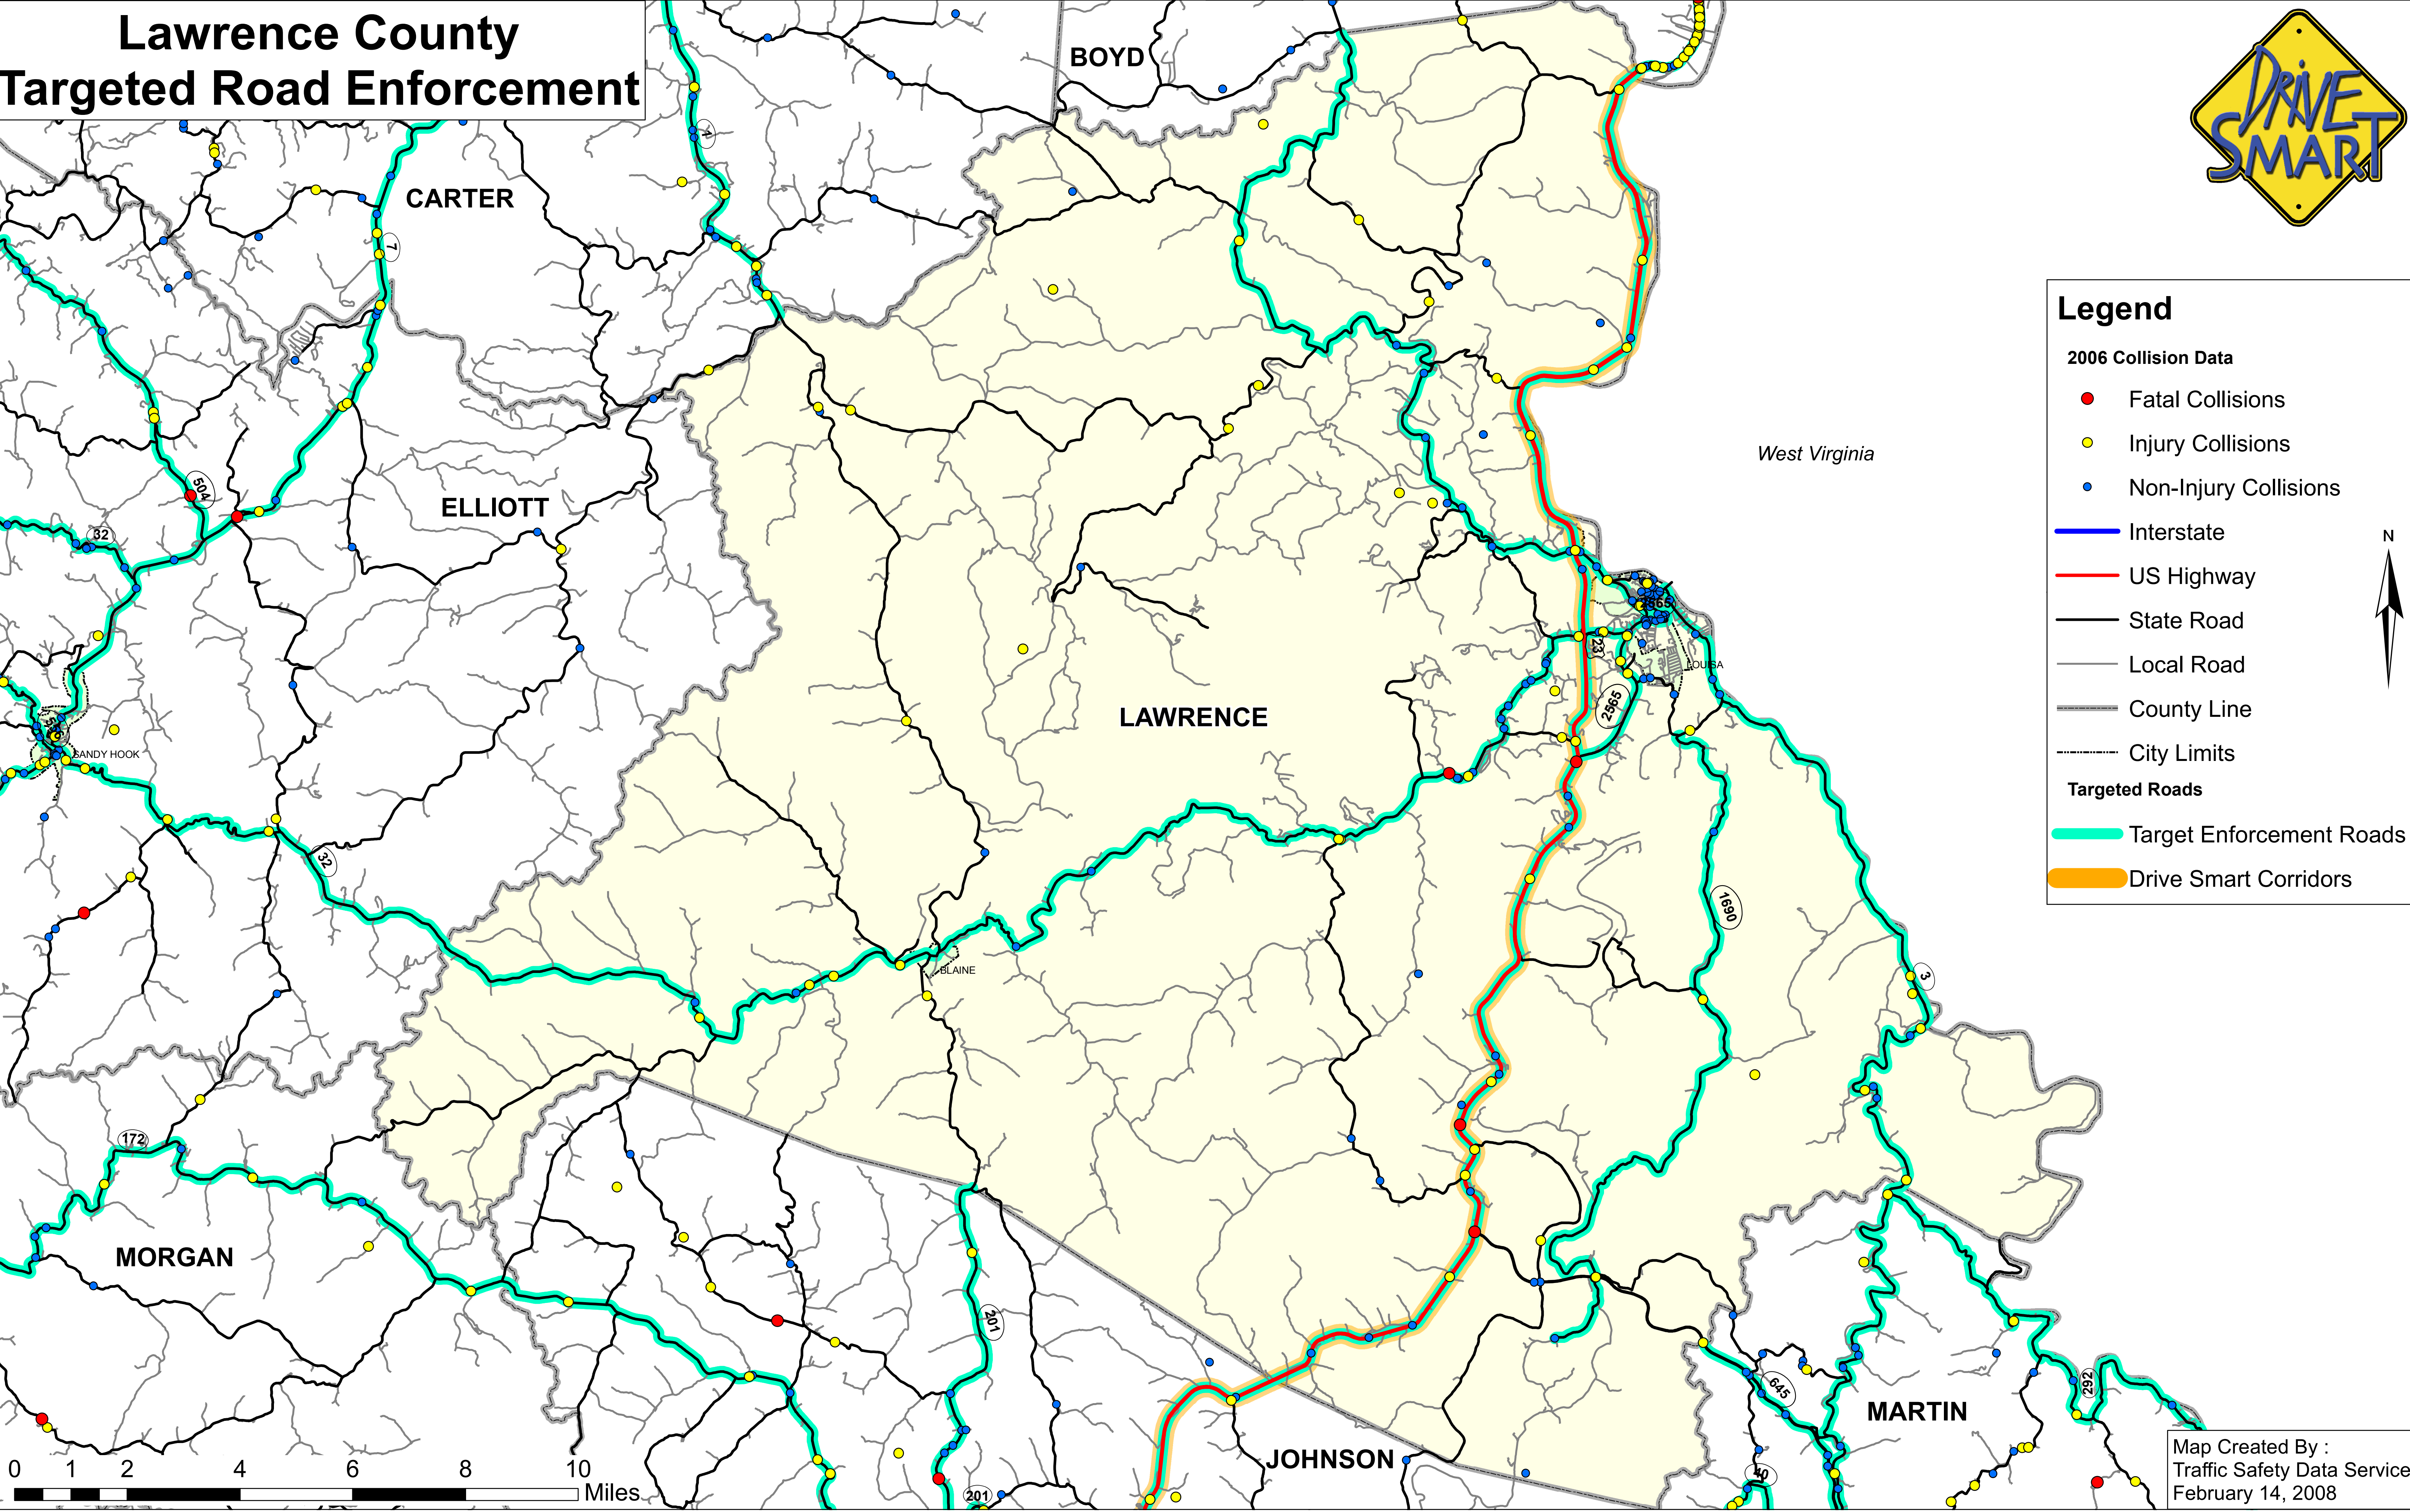 Lawrence County
Targeted Road Enforcement
DRIVE
SMART
BOYD
CARTER
ELLIOTT
LAWRENCE
MORGAN
JOHNSON
MARTIN
West Virginia
SANDY HOOK
BLAINE
LOUISA
1
7
504
32
32
172
201
201
23
2565
2565
1690
3
645
292
40
Legend
2006 Collision Data
Fatal Collisions
Injury Collisions
Non-Injury Collisions
Interstate
US Highway
State Road
Local Road
County Line
City Limits
Targeted Roads
Target Enforcement Roads
Drive Smart Corridors
N
0 1 2 4 6 8 10
Miles
Map Created By :
Traffic Safety Data Service
February 14, 2008